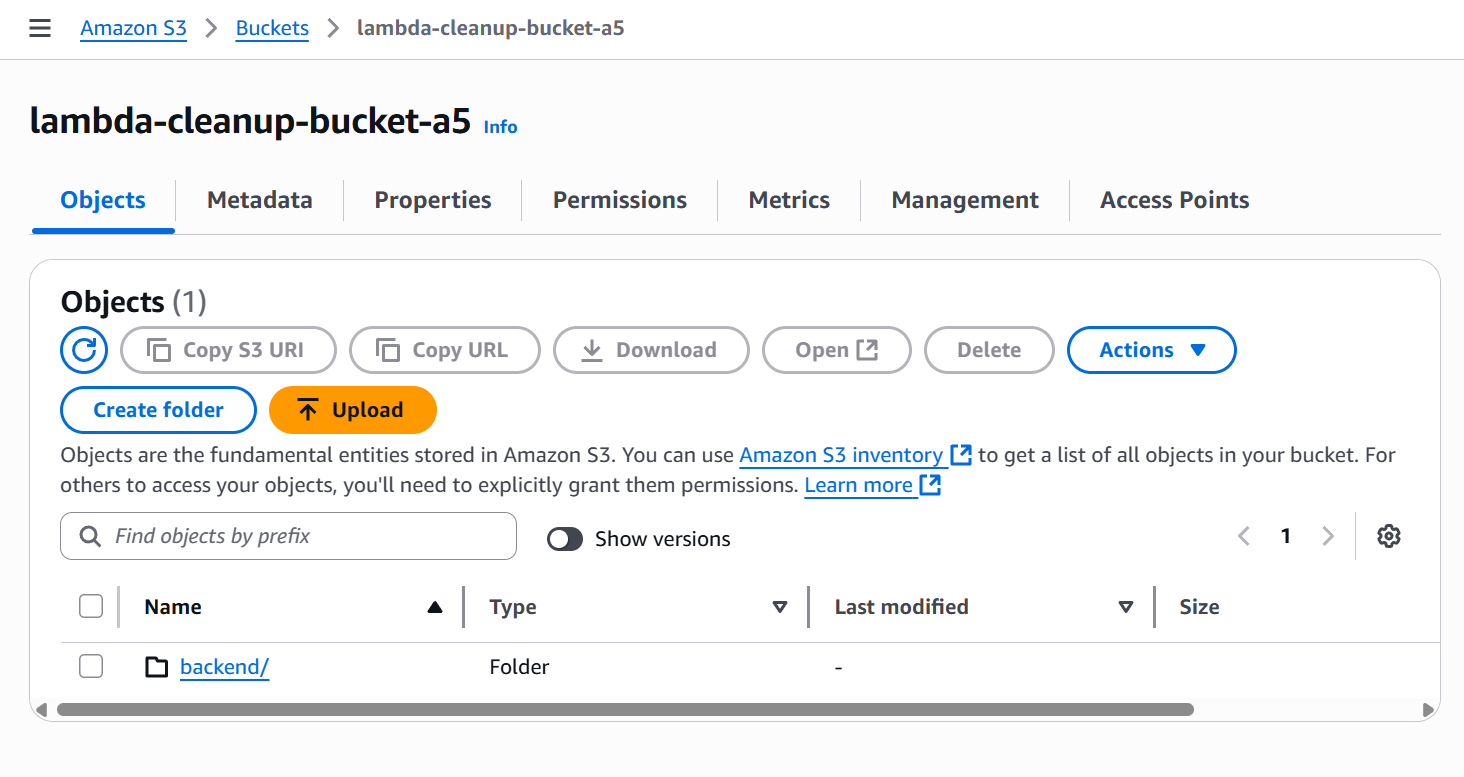 Amazon S3 > Buckets > lambda-cleanup-bucket-a5
lambda-cleanup-bucket-a5 Info
Objects Metadata Properties Permissions Metrics Management Access Points
Objects (1)
Copy S3 URI Copy URL Download Open Delete Actions
Create folder Upload
Objects are the fundamental entities stored in Amazon S3. You can use Amazon S3 inventory to get a list of all objects in your bucket. For
others to access your objects, you'll need to explicitly grant them permissions. Learn more
Find objects by prefix Show versions 1
Name Type Last modified Size
backend/ Folder -